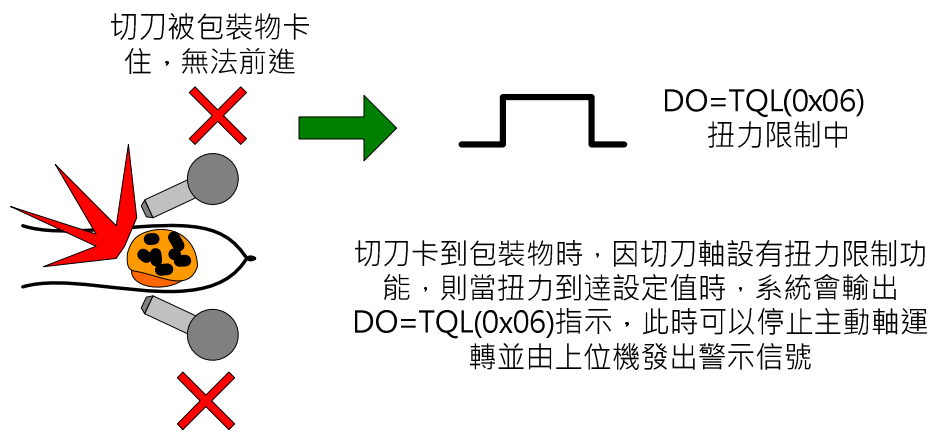 切刀被包裝物卡
住，無法前進
DO=TQL(0x06)
扭力限制中
切刀卡到包裝物時，因切刀軸設有扭力限制功
能，則當扭力到達設定值時，系統會輸出
DO=TQL(0x06)指示，此時可以停止主動軸運
轉並由上位機發出警示信號